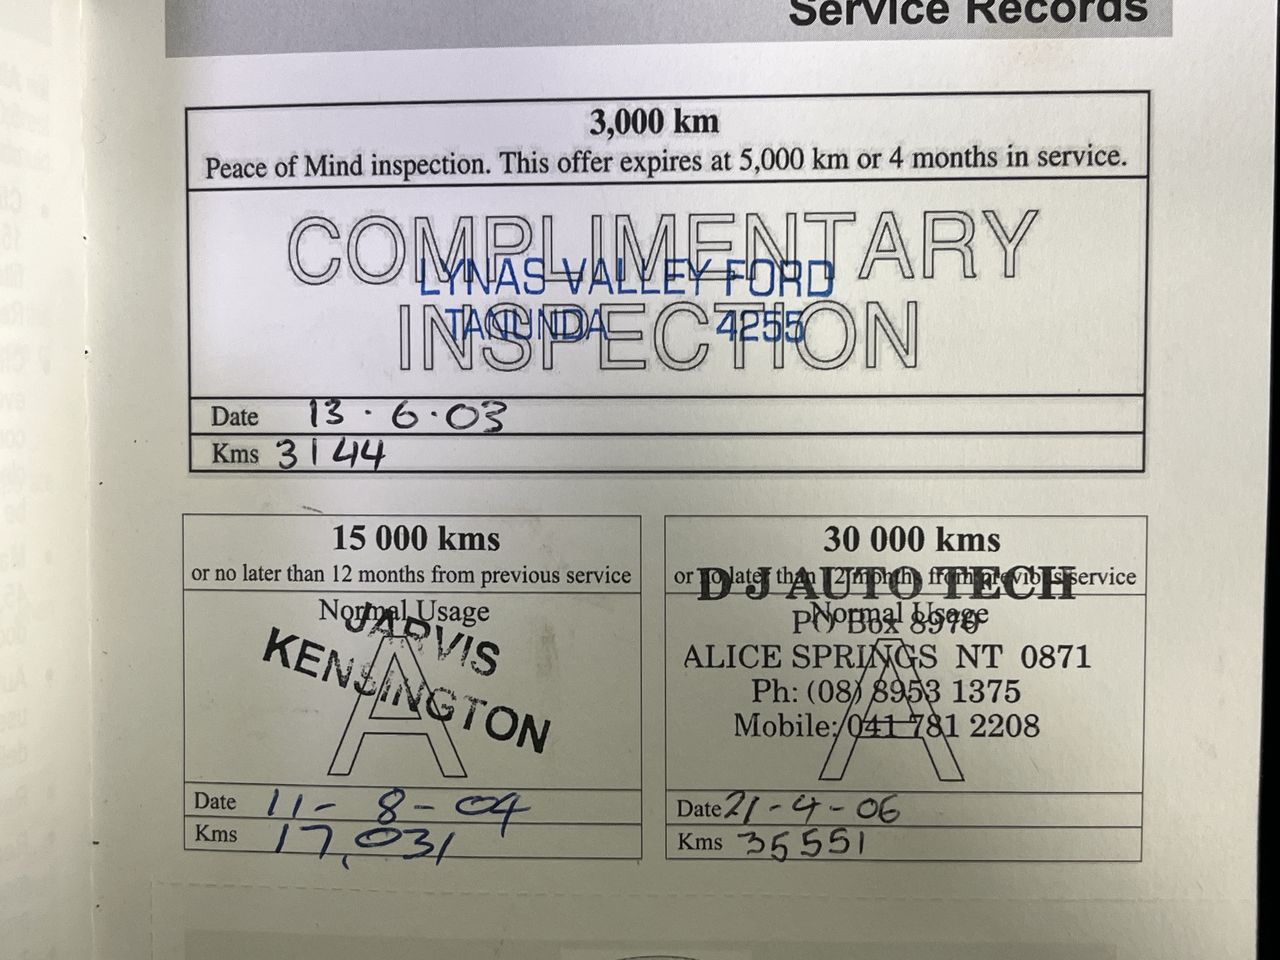 Service Records
3,000 km
Peace of Mind inspection. This offer expires at 5,000 km or 4 months in service.
COMPLIMENTARY
LYNAS VALLEY FORD
INSPECTION
TANUNDA 4255
Date 13 · 6 · 03
Kms 3144
15 000 kms
or no later than 12 months from previous service
Normal Usage
JARVIS
KENSINGTON
A
Date 11 - 8 - 04
Kms 17,031
30 000 kms
or no later than 12 months from previous service
D J AUTO TECH
Normal Usage
PO Box 8970
ALICE SPRINGS NT 0871
Ph: (08) 8953 1375
Mobile: 041 781 2208
A
Date 21-4-06
Kms 35551